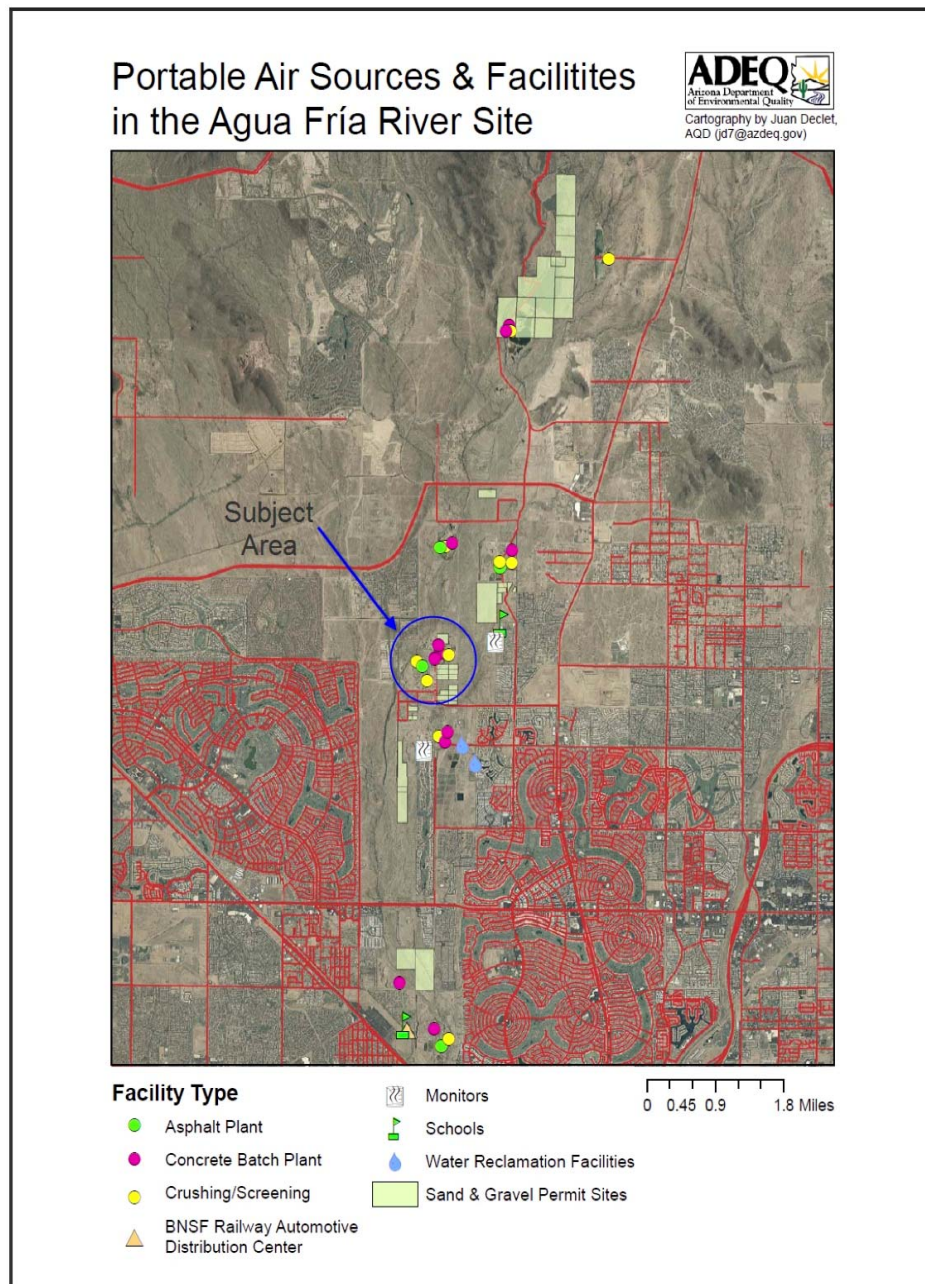 Portable Air Sources & Facilitites
in the Agua Fría River Site
ADEQ
Arizona Department
of Environmental Quality
Cartography by Juan Declet,
AQD (jd7@azdeq.gov)
Subject
Area
Facility Type
Asphalt Plant
Concrete Batch Plant
Crushing/Screening
BNSF Railway Automotive
Distribution Center
Monitors
Schools
Water Reclamation Facilities
Sand & Gravel Permit Sites
0 0.45 0.9 1.8 Miles